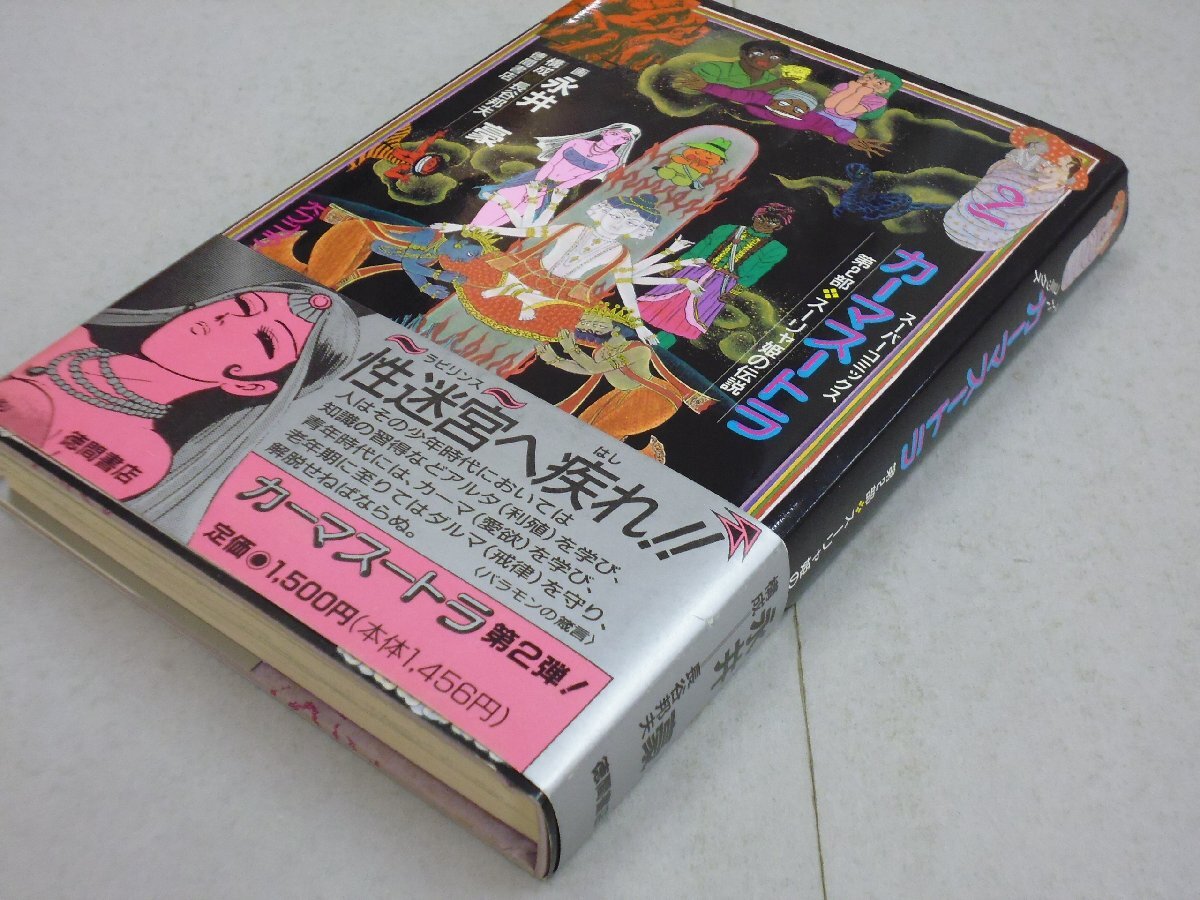 スーパーコミックス
カーマスートラ
第2部
スーリヤ姫の伝説
2
画
永井 豪
構成
長谷邦夫
徳間書店
ラビリンス
〜性迷宮へ疾れ!!〜
はし
人はその少年時代においては
知識の習得などアルタ(利殖)を学び、
青年時代には、カーマ(愛欲)を学び、
老年期に至りてはダルマ(戒律)を守り、
解脱せねばならぬ。
〈バラモンの箴言〉
カーマスートラ 第2弾!
定価●1,500円(本体1,456円)
徳間書店
カーマスートラ
第2部
スーリヤ姫の
構成
永井 豪
長谷邦夫